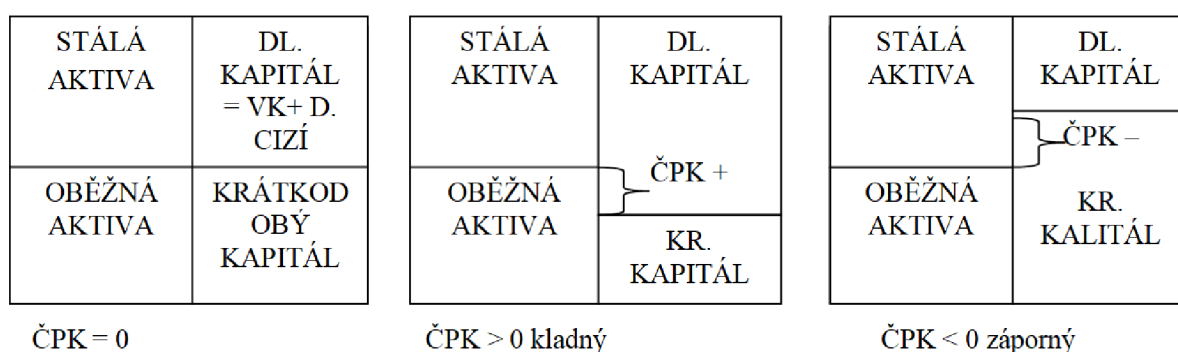 STÁLÁ
AKTIVA
DL.
KAPITÁL
= VK+ D.
CIZÍ
OBĚŽNÁ
AKTIVA
KRÁTKOD
OBÝ
KAPITÁL
ČPK = 0
STÁLÁ
AKTIVA
DL.
KAPITÁL
ČPK +
OBĚŽNÁ
AKTIVA
KR.
KAPITÁL
ČPK > 0 kladný
STÁLÁ
AKTIVA
DL.
KAPITÁL
ČPK –
OBĚŽNÁ
AKTIVA
KR.
KALITÁL
ČPK < 0 záporný